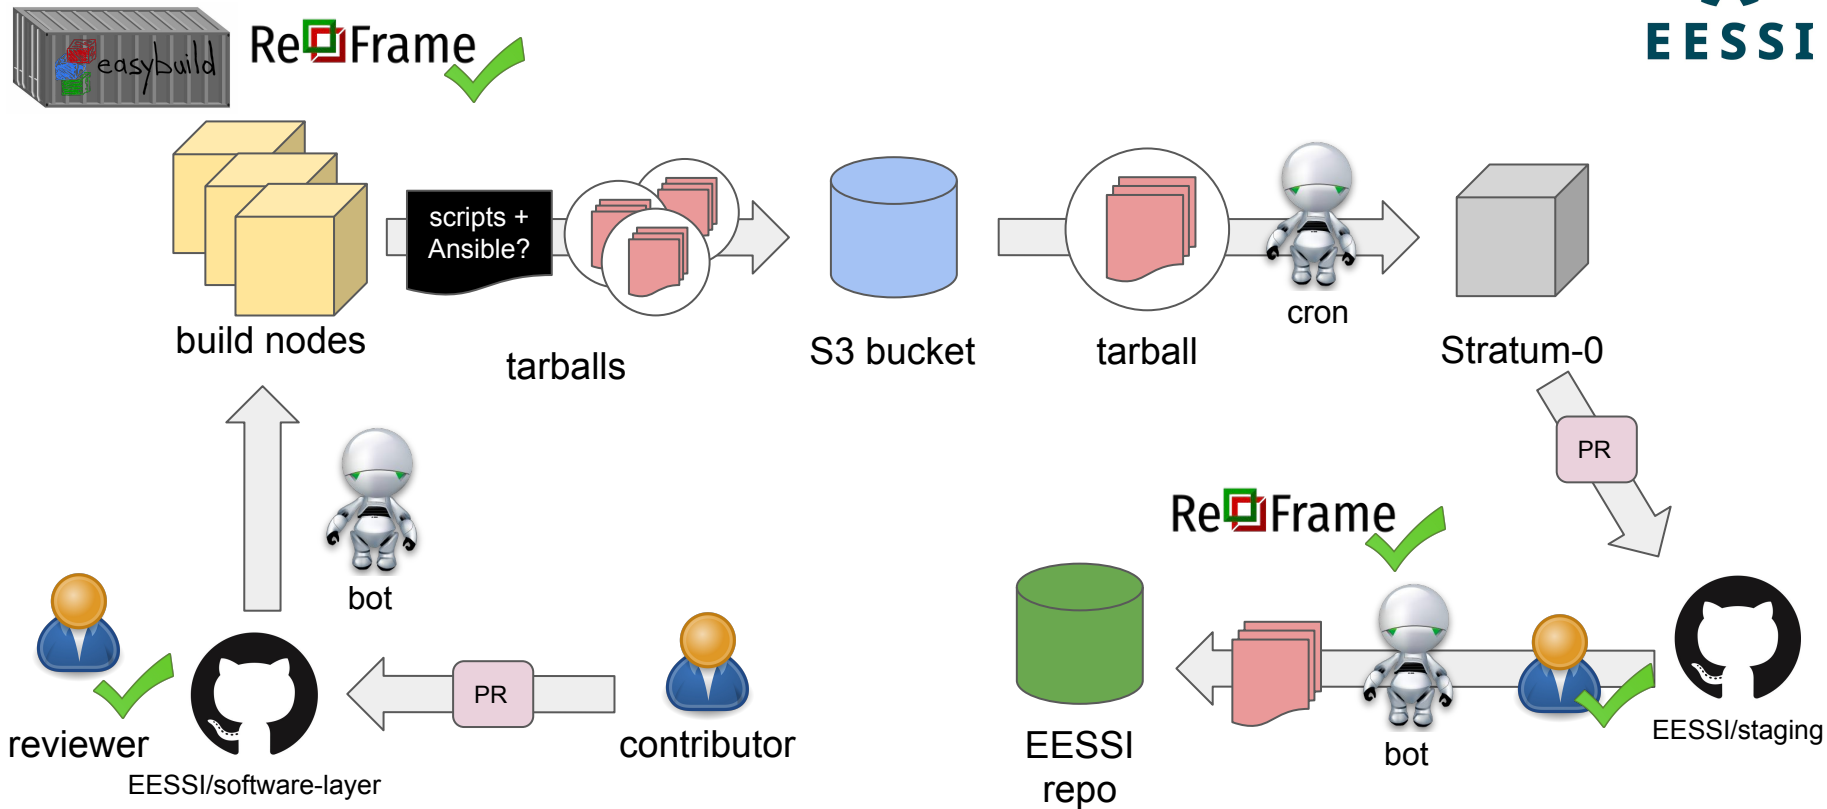 easybuild
ReFrame
EESSI
scripts +
Ansible?
build nodes
tarballs
S3 bucket
tarball
cron
Stratum-0
PR
bot
ReFrame
reviewer
EESSI/software-layer
PR
contributor
EESSI
repo
bot
EESSI/staging